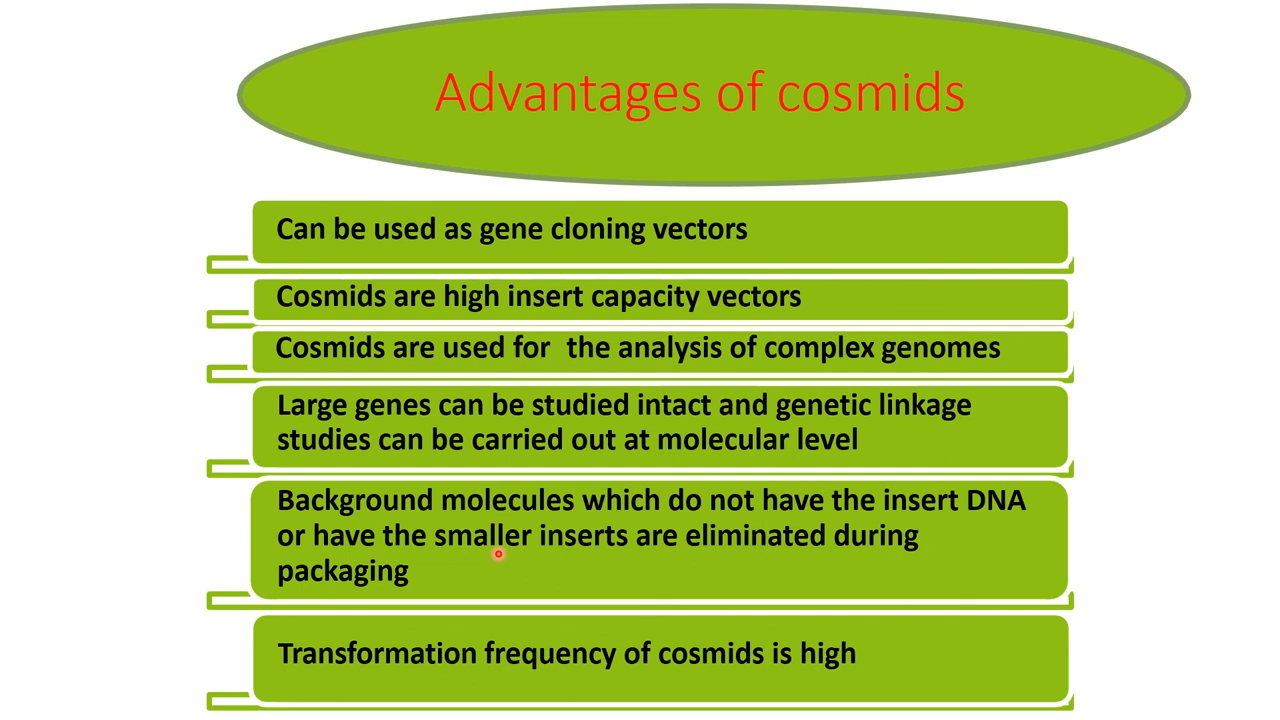 Advantages of cosmids
Can be used as gene cloning vectors
Cosmids are high insert capacity vectors
Cosmids are used for  the analysis of complex genomes
Large genes can be studied intact and genetic linkage
studies can be carried out at molecular level
Background molecules which do not have the insert DNA
or have the smaller inserts are eliminated during
packaging
Transformation frequency of cosmids is high